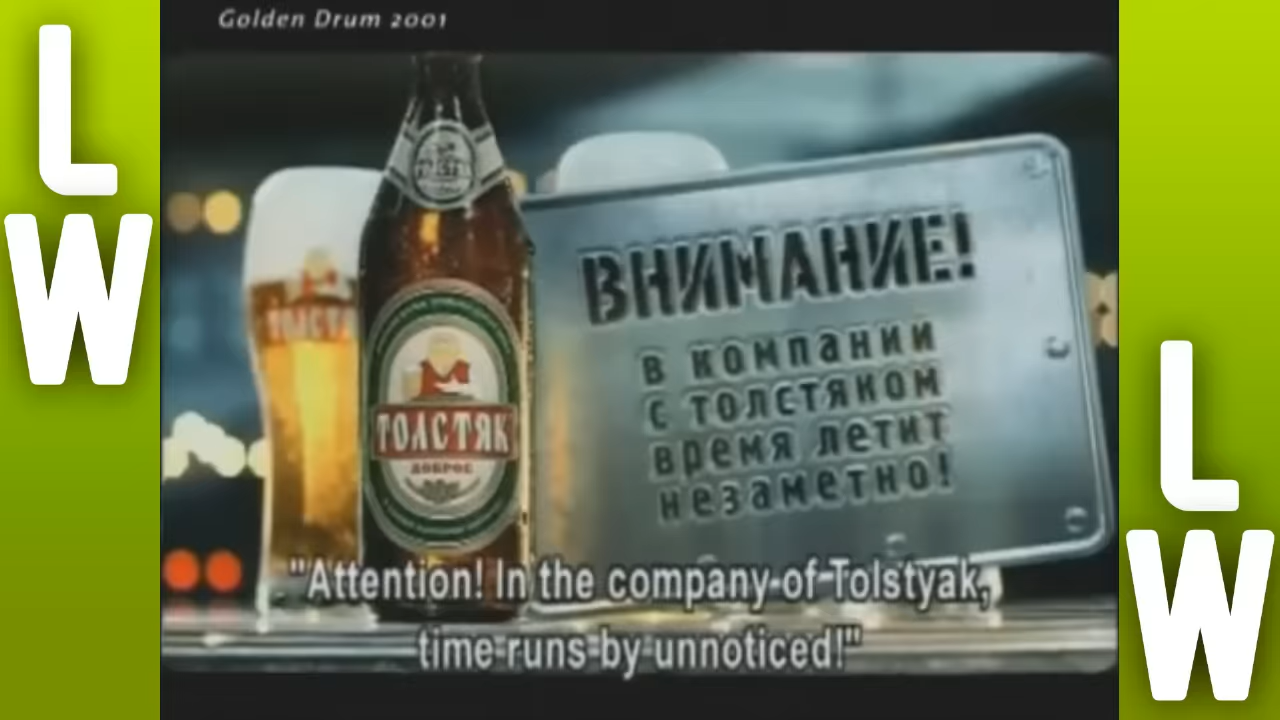 Golden Drum 2001
L
W
ВНИМАНИЕ!
в компании
с толстяком
время летит
незаметно!
ТОЛСТЯК
ДОБРОЕ
"Attention! In the company of Tolstyak,
time runs by unnoticed!"
L
W